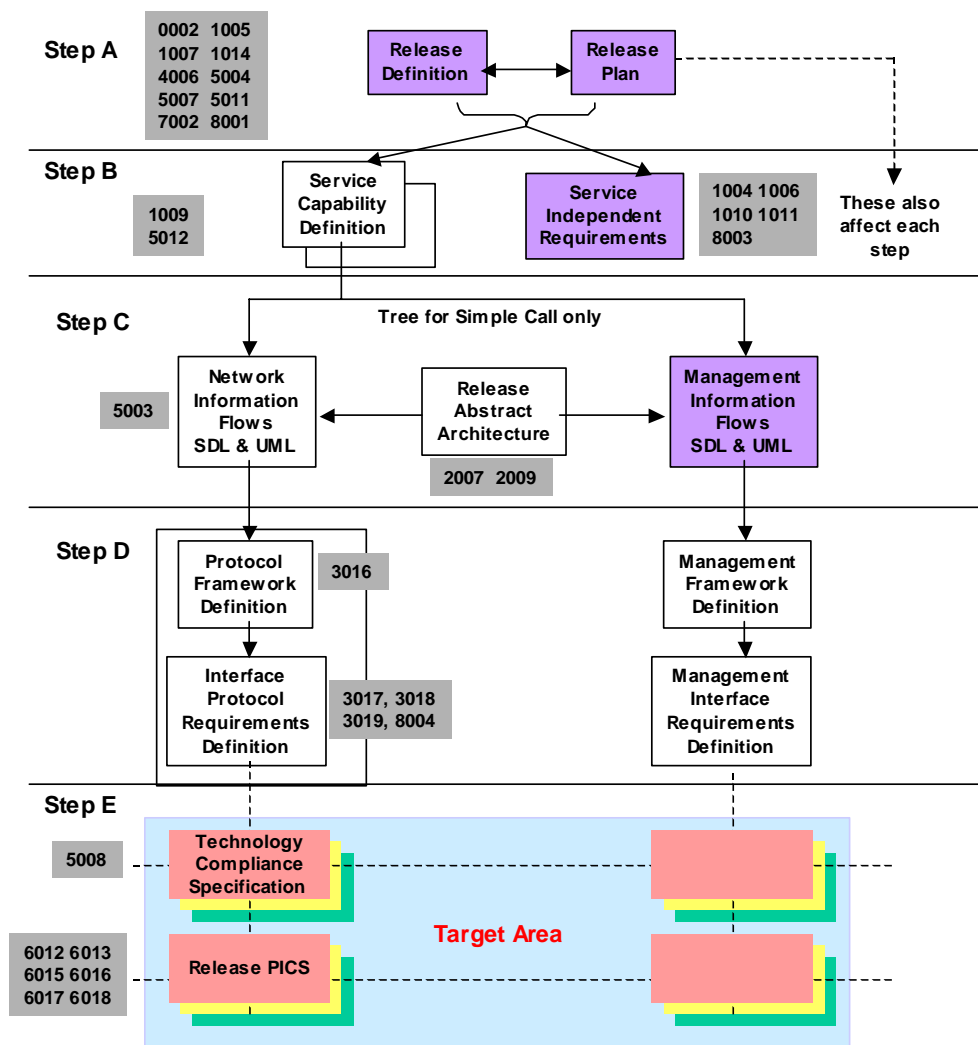 Step A
0002 1005
1007 1014
4006 5004
5007 5011
7002 8001
Release
Definition
Release
Plan
Step B
1009
5012
Service
Capability
Definition
Service
Independent
Requirements
1004 1006
1010 1011
8003
These also
affect each
step
Step C
Tree for Simple Call only
5003
Network
Information
Flows
SDL & UML
Release
Abstract
Architecture
2007 2009
Management
Information
Flows
SDL & UML
Step D
Protocol
Framework
Definition
3016
Management
Framework
Definition
Interface
Protocol
Requirements
Definition
3017, 3018
3019, 8004
Management
Interface
Requirements
Definition
Step E
5008
Technology
Compliance
Specification
Target Area
6012 6013
6015 6016
6017 6018
Release PICS